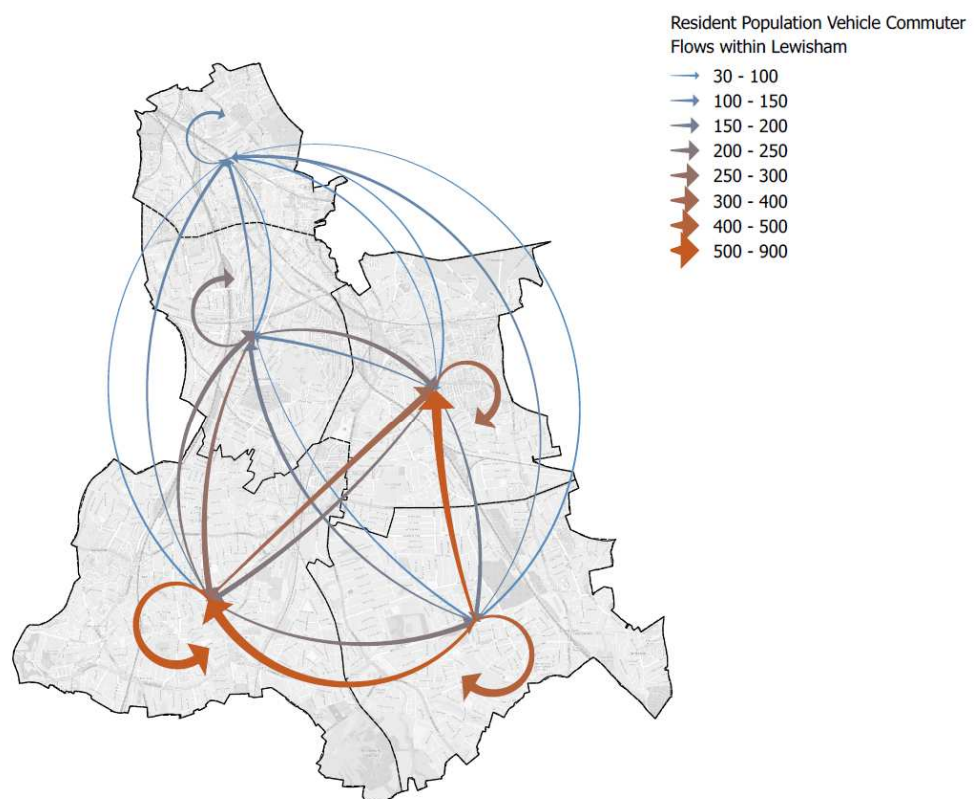 Resident Population Vehicle Commuter
Flows within Lewisham
30 - 100
100 - 150
150 - 200
200 - 250
250 - 300
300 - 400
400 - 500
500 - 900